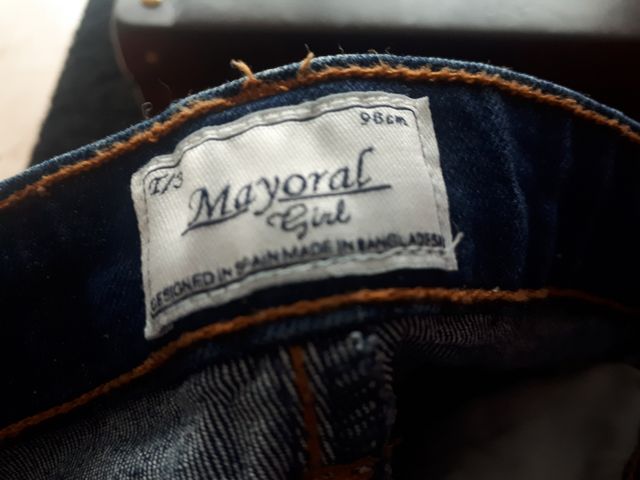 98cm
T/3
Mayoral
Girl
DESIGNED IN SPAIN MADE IN BANGLADESH